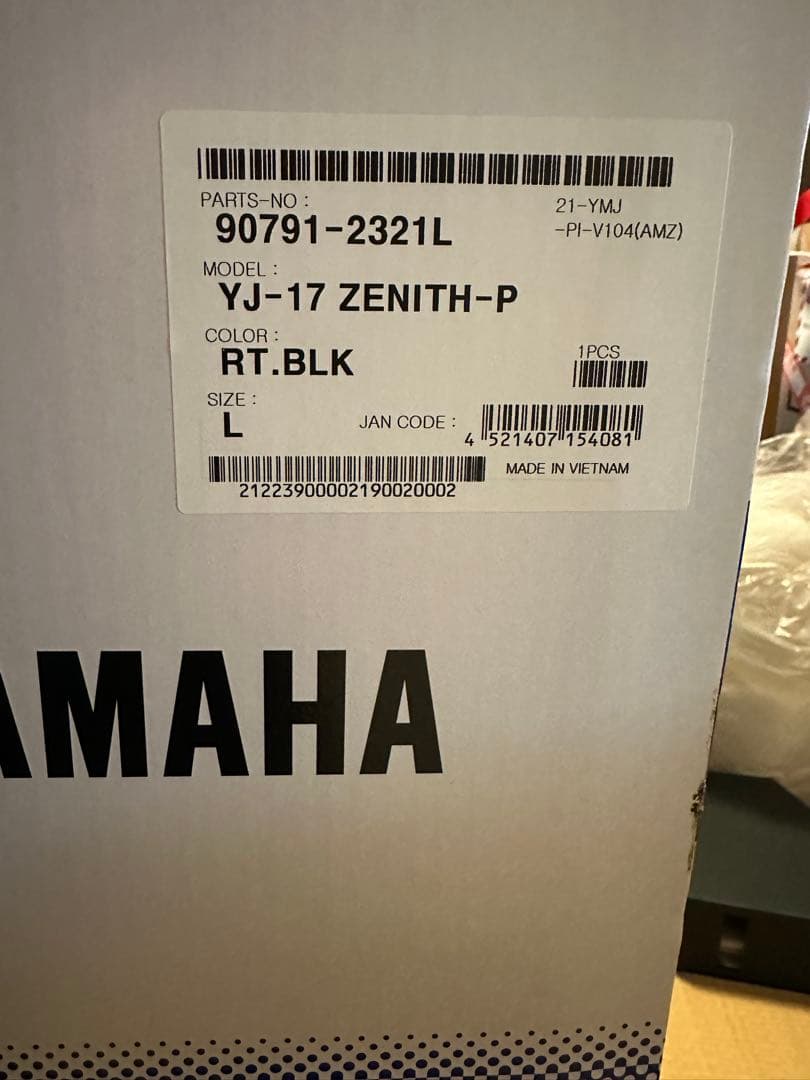 PARTS-NO :
90791-2321L
21-YMJ
-PI-V104(AMZ)
MODEL :
YJ-17 ZENITH-P
COLOR :
RT.BLK
1PCS
SIZE :
L
JAN CODE :
4 521407 154081
21223900002190020002
MADE IN VIETNAM
AMAHA